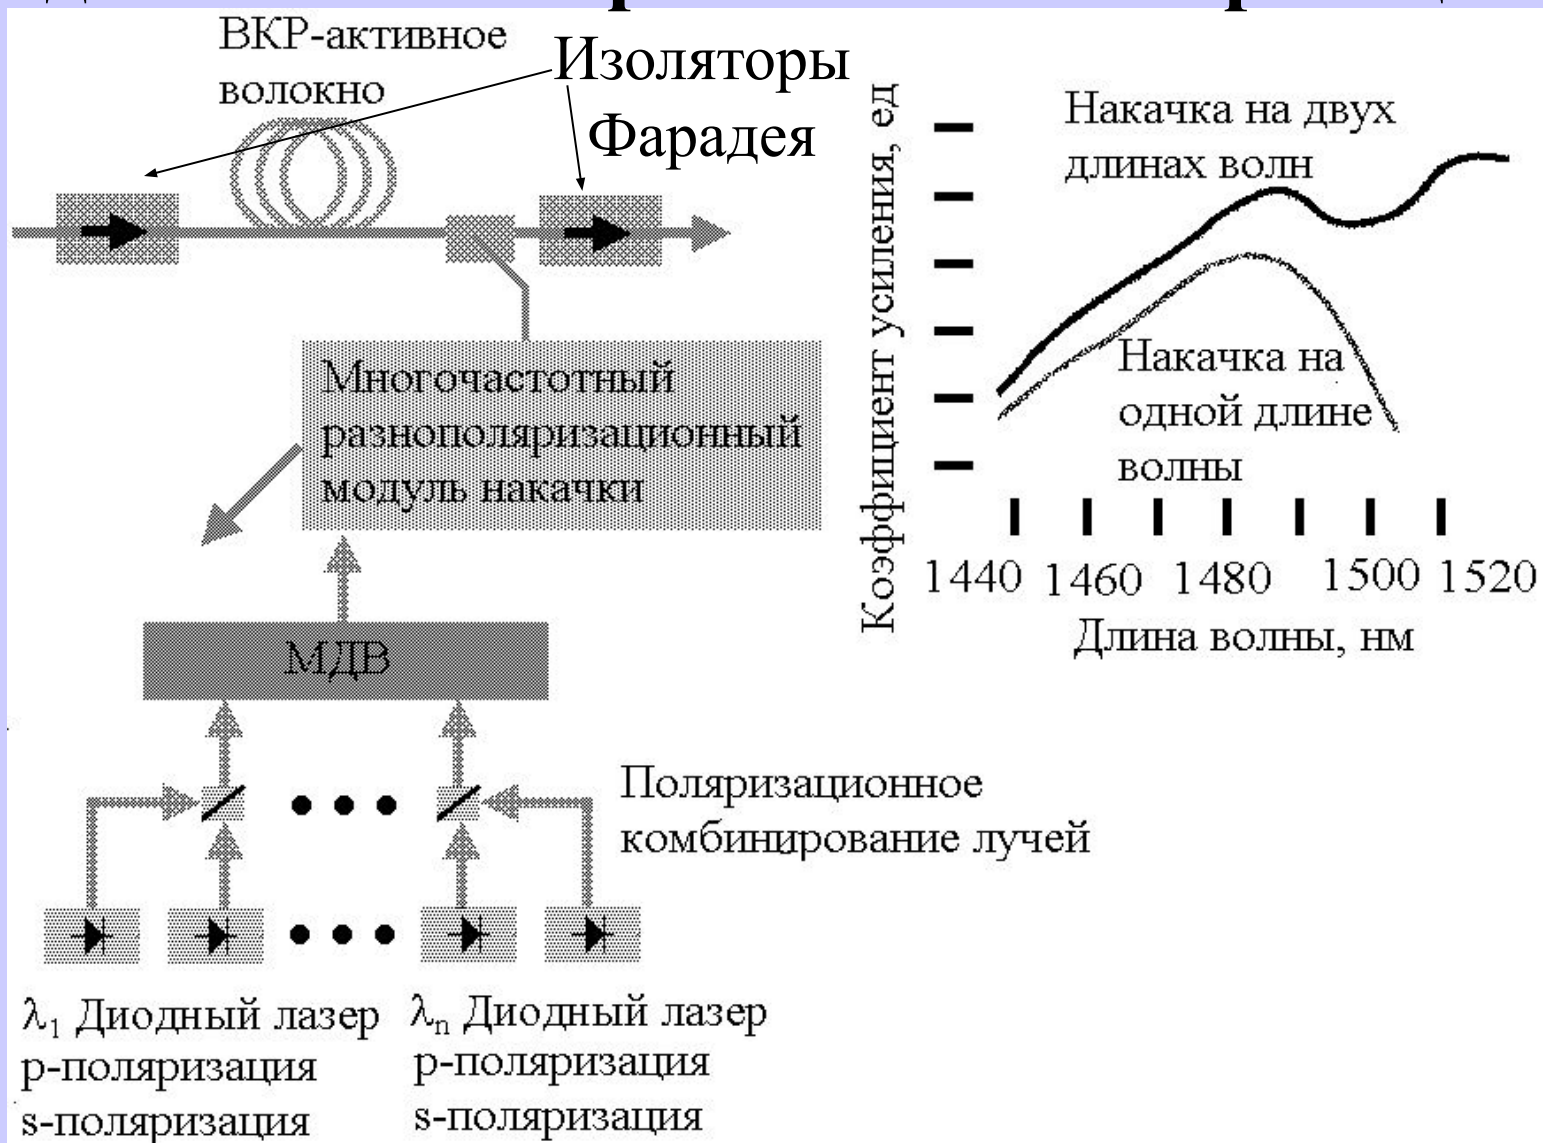 ВКР-активное
волокно
Изоляторы
Фарадея
Многочастотный
разнополяризационный
модуль накачки
МДВ
Поляризационное
комбинирование лучей
λ₁ Диодный лазер
p-поляризация
s-поляризация
λₙ Диодный лазер
p-поляризация
s-поляризация
Коэффициент усиления, ед
Накачка на двух
длинах волн
Накачка на
одной длине
волны
1440 1460 1480 1500 1520
Длина волны, нм